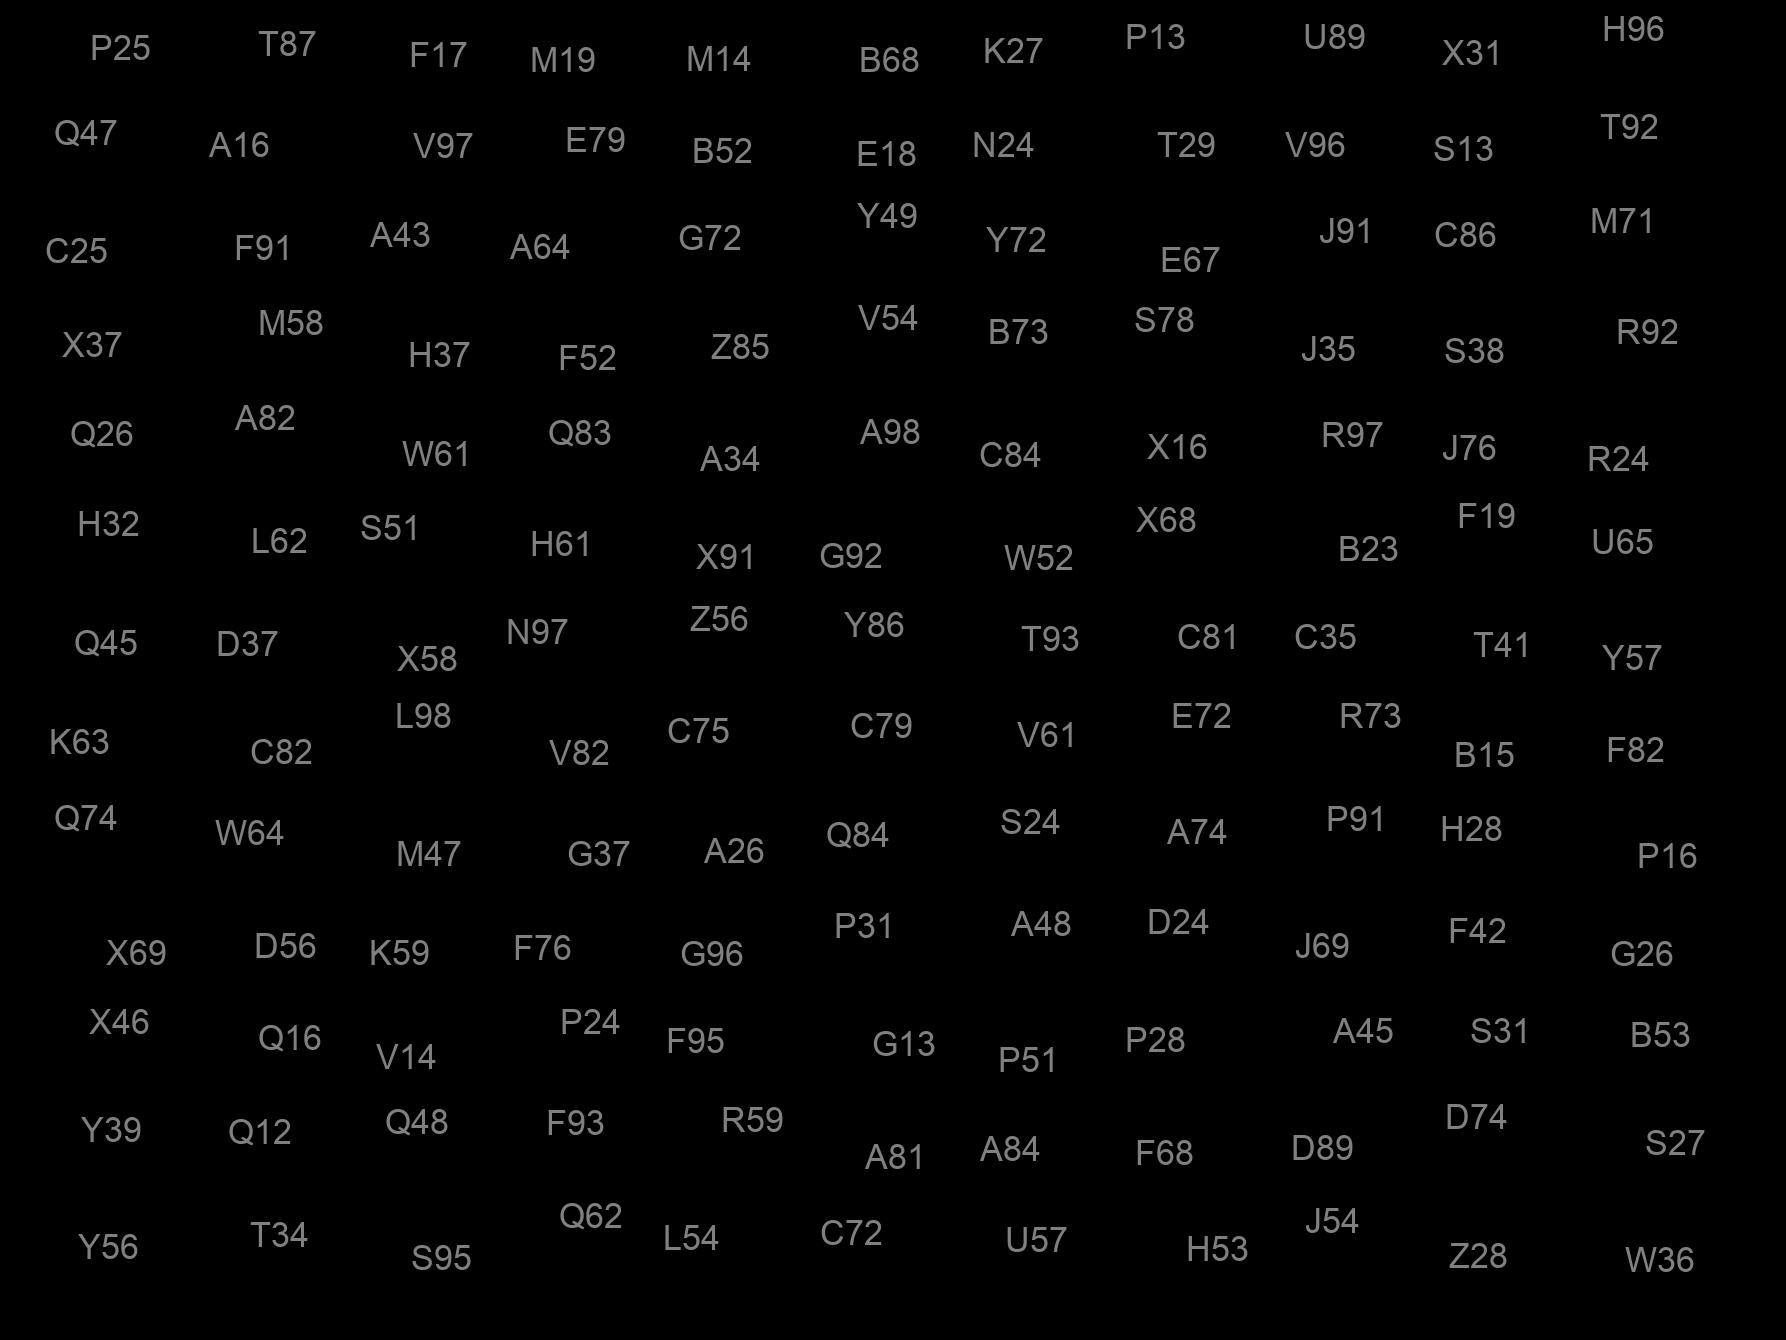 P25 T87 F17 M19 M14 B68 K27 P13 U89 X31 H96
Q47 A16 V97 E79 B52 E18 N24 T29 V96 S13 T92
C25 F91 A43 A64 G72 Y49 Y72 E67 J91 C86 M71
X37 M58 H37 F52 Z85 V54 B73 S78 J35 S38 R92
Q26 A82 W61 Q83 A34 A98 C84 X16 R97 J76 R24
H32 L62 S51 H61 X91 G92 W52 X68 B23 F19 U65
Q45 D37 X58 N97 Z56 Y86 T93 C81 C35 T41 Y57
K63 C82 L98 V82 C75 C79 V61 E72 R73 B15 F82
Q74 W64 M47 G37 A26 Q84 S24 A74 P91 H28 P16
X69 D56 K59 F76 G96 P31 A48 D24 J69 F42 G26
X46 Q16 V14 P24 F95 G13 P51 P28 A45 S31 B53
Y39 Q12 Q48 F93 R59 A81 A84 F68 D89 D74 S27
Y56 T34 S95 Q62 L54 C72 U57 H53 J54 Z28 W36